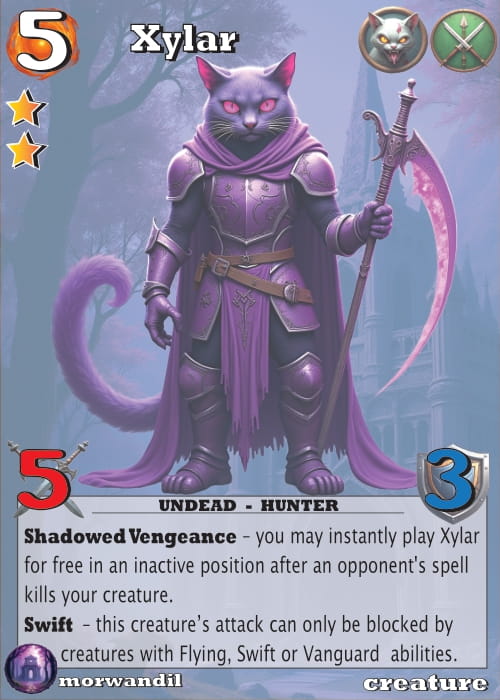 5
Xylar
5
3
UNDEAD - HUNTER
Shadowed Vengeance - you may instantly play Xylar
for free in an inactive position after an opponent's spell
kills your creature.
Swift - this creature's attack can only be blocked by
creatures with Flying, Swift or Vanguard abilities.
morwandil
creature